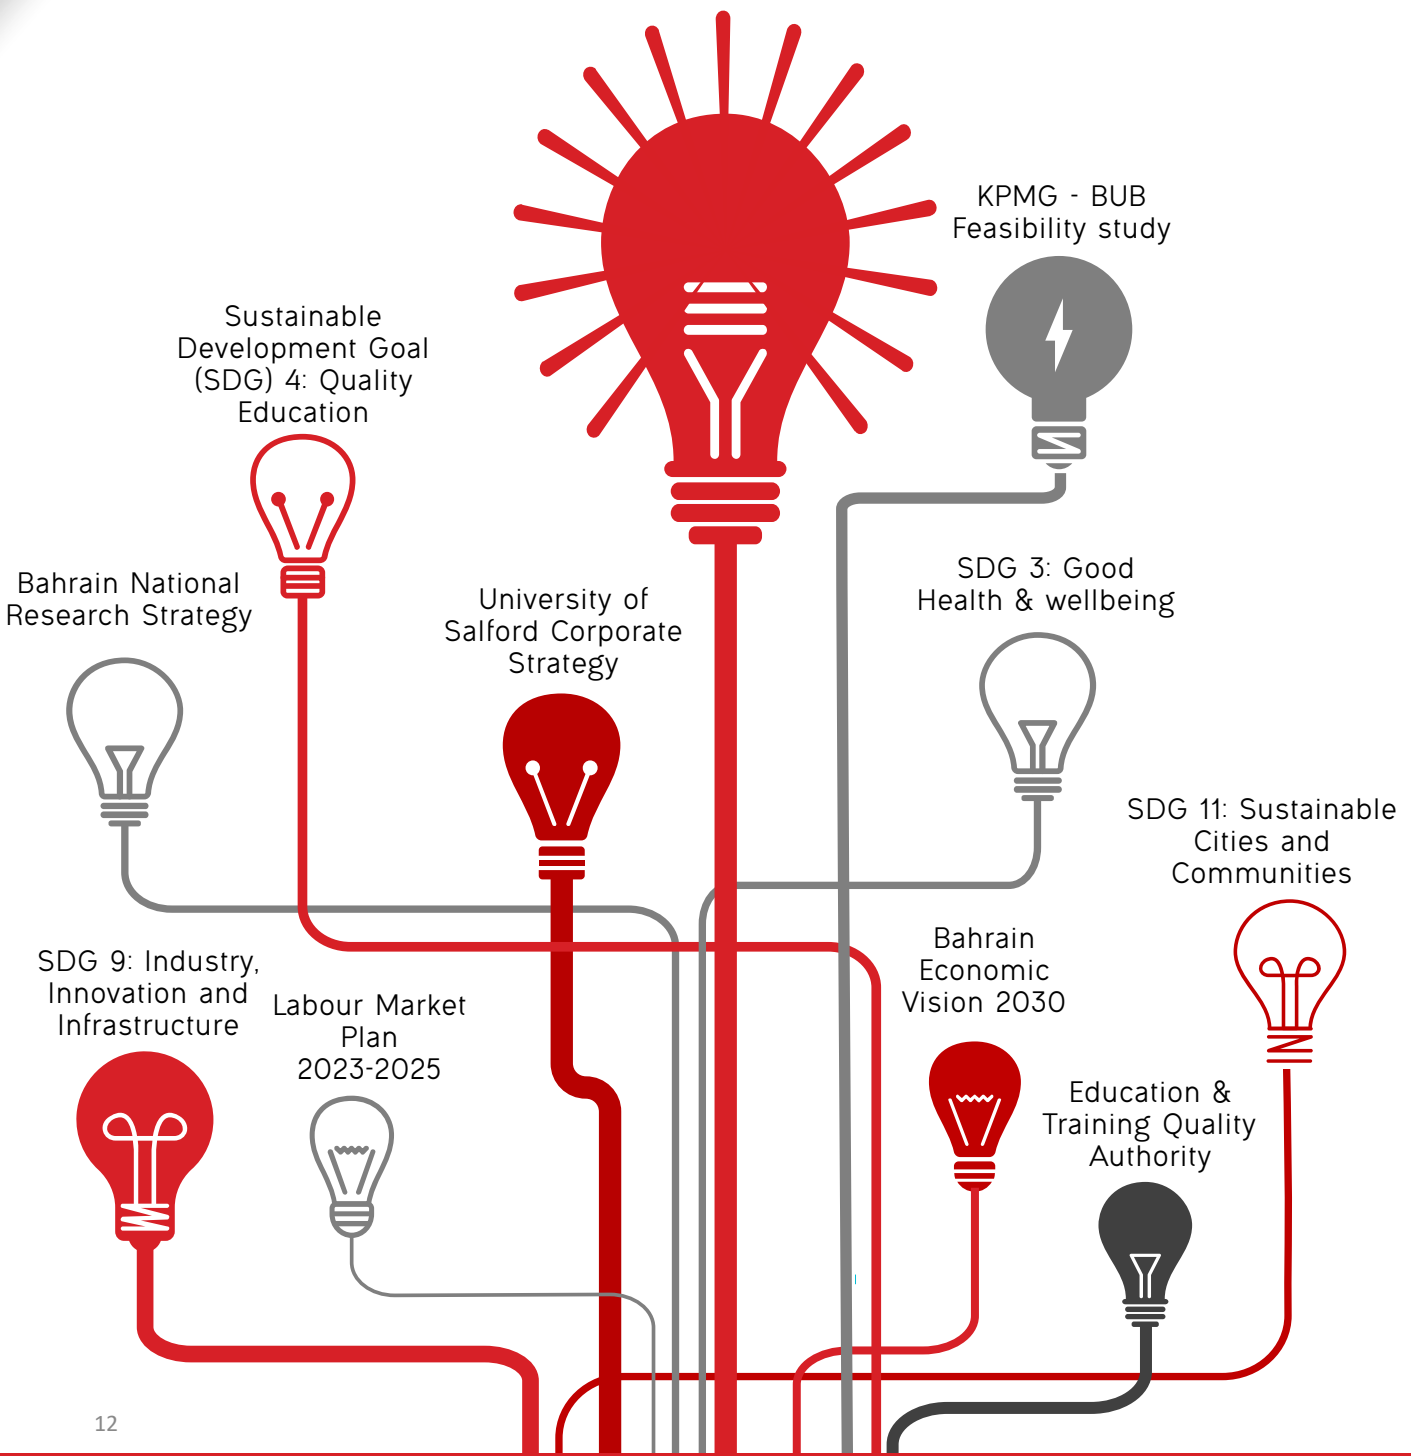 KPMG - BUB
Feasibility study
Sustainable
Development Goal
(SDG) 4: Quality
Education
Bahrain National
Research Strategy
University of
Salford Corporate
Strategy
SDG 3: Good
Health & wellbeing
SDG 11: Sustainable
Cities and
Communities
SDG 9: Industry,
Innovation and
Infrastructure
Labour Market
Plan
2023-2025
Bahrain
Economic
Vision 2030
Education &
Training Quality
Authority
12